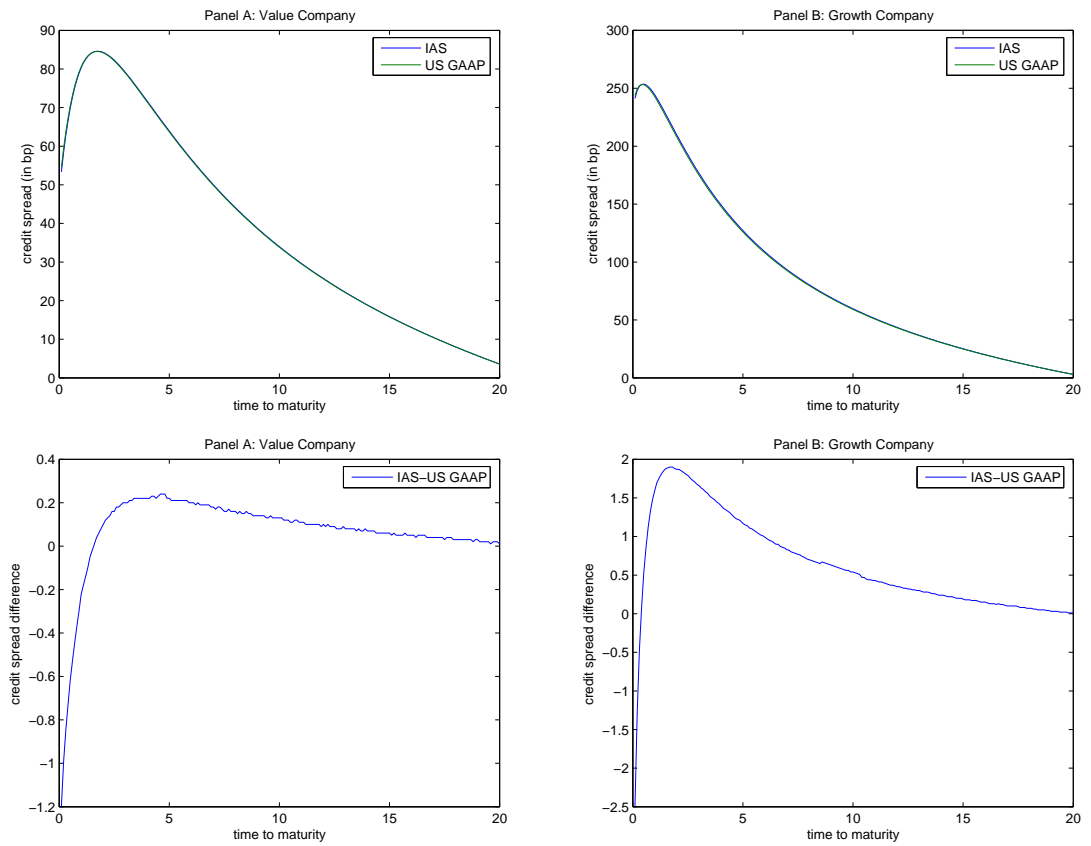 Panel A: Value Company
90
80
70
60
50
40
30
20
10
0
credit spread (in bp)
IAS
US GAAP
0 5 10 15 20
time to maturity
Panel B: Growth Company
300
250
200
150
100
50
0
credit spread (in bp)
IAS
US GAAP
0 5 10 15 20
time to maturity
Panel A: Value Company
0.4
0.2
0
−0.2
−0.4
−0.6
−0.8
−1
−1.2
credit spread difference
IAS−US GAAP
0 5 10 15 20
time to maturity
Panel B: Growth Company
2
1.5
1
0.5
0
−0.5
−1
−1.5
−2
−2.5
credit spread difference
IAS−US GAAP
0 5 10 15 20
time to maturity